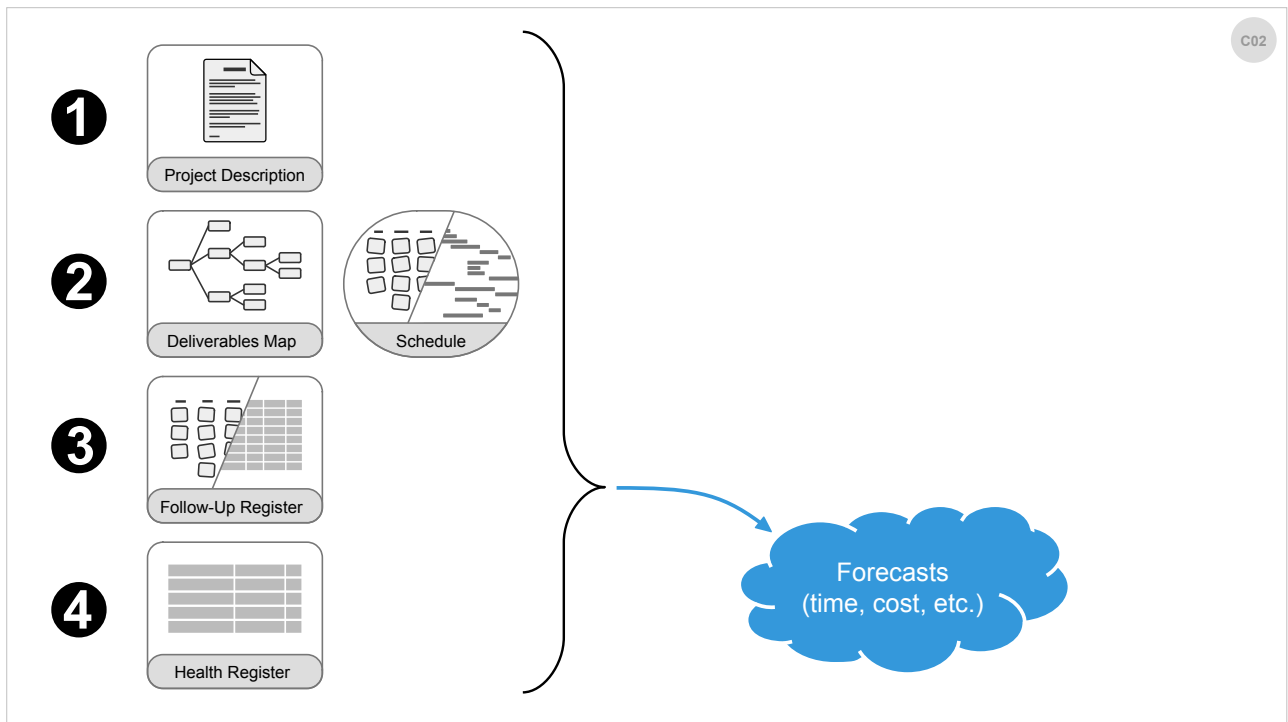 C02
1
Project Description
2
Deliverables Map
Schedule
3
Follow-Up Register
4
Health Register
Forecasts
(time, cost, etc.)